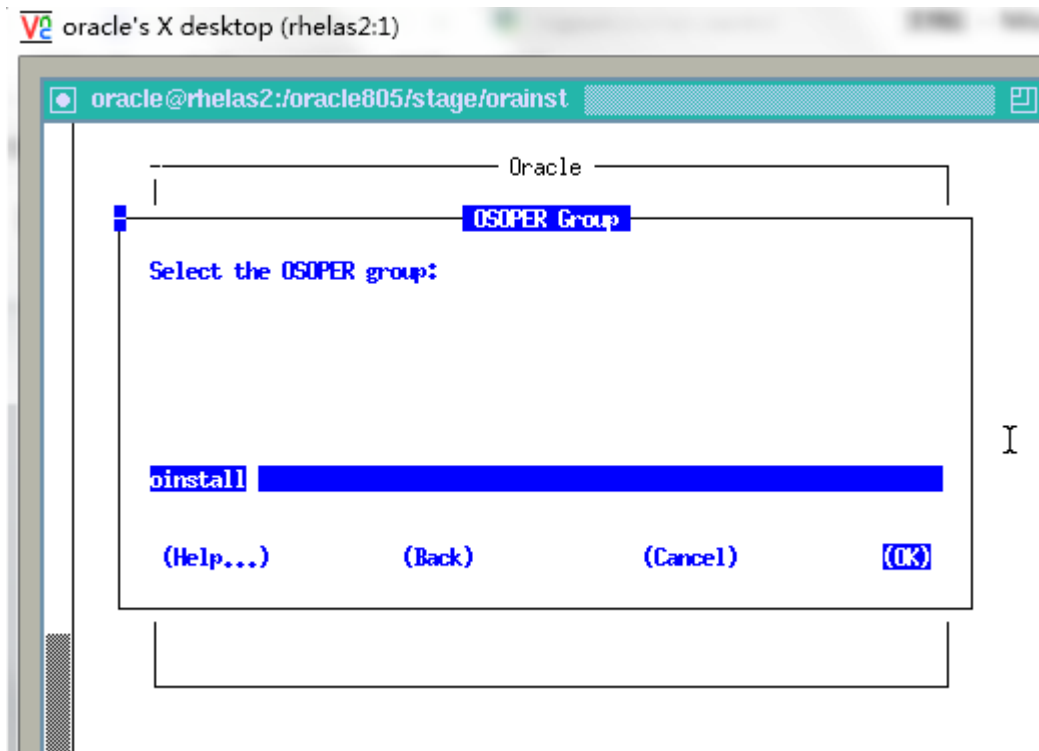 oracle's X desktop (rhelas2:1)
oracle@rhelas2:/oracle805/stage/orainst
Oracle
OSOPER Group
Select the OSOPER group:
oinstall
(Help...) (Back) (Cancel) (OK)